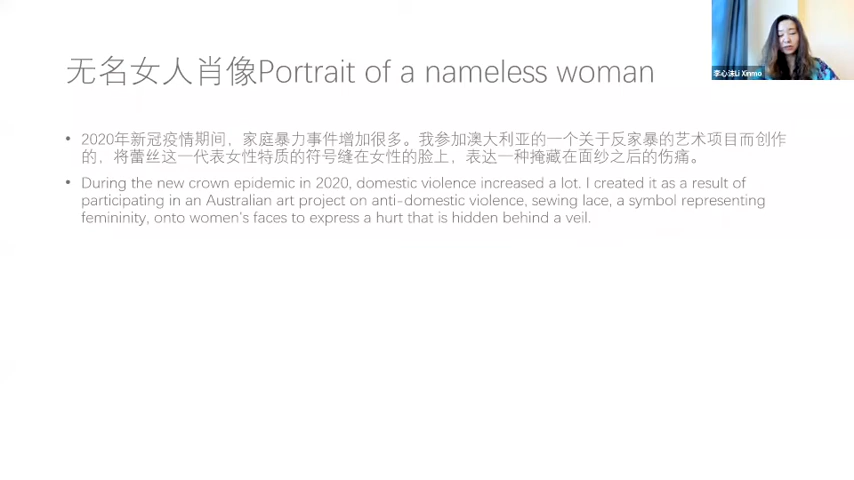 无名女人肖像Portrait of a nameless woman
李心沫Li Xinmo
• 2020年新冠疫情期间，家庭暴力事件增加很多。我参加澳大利亚的一个关于反家暴的艺术项目而创作
的，将蕾丝这一代表女性特质的符号缝在女性的脸上，表达一种掩藏在面纱之后的伤痛。
• During the new crown epidemic in 2020, domestic violence increased a lot. I created it as a result of
participating in an Australian art project on anti-domestic violence, sewing lace, a symbol representing
femininity, onto women's faces to express a hurt that is hidden behind a veil.